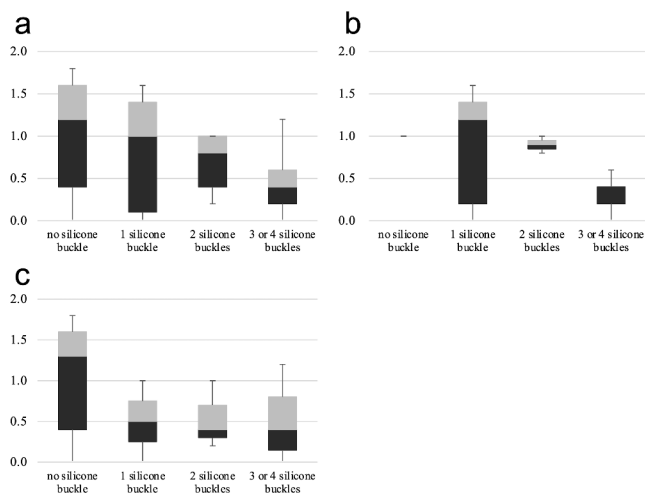 a
2.0
1.5
1.0
0.5
0.0
no silicone buckle
1 silicone buckle
2 silicone buckles
3 or 4 silicone buckles
b
2.0
1.5
1.0
0.5
0.0
no silicone buckle
1 silicone buckle
2 silicone buckles
3 or 4 silicone buckles
c
2.0
1.5
1.0
0.5
0.0
no silicone buckle
1 silicone buckle
2 silicone buckles
3 or 4 silicone buckles